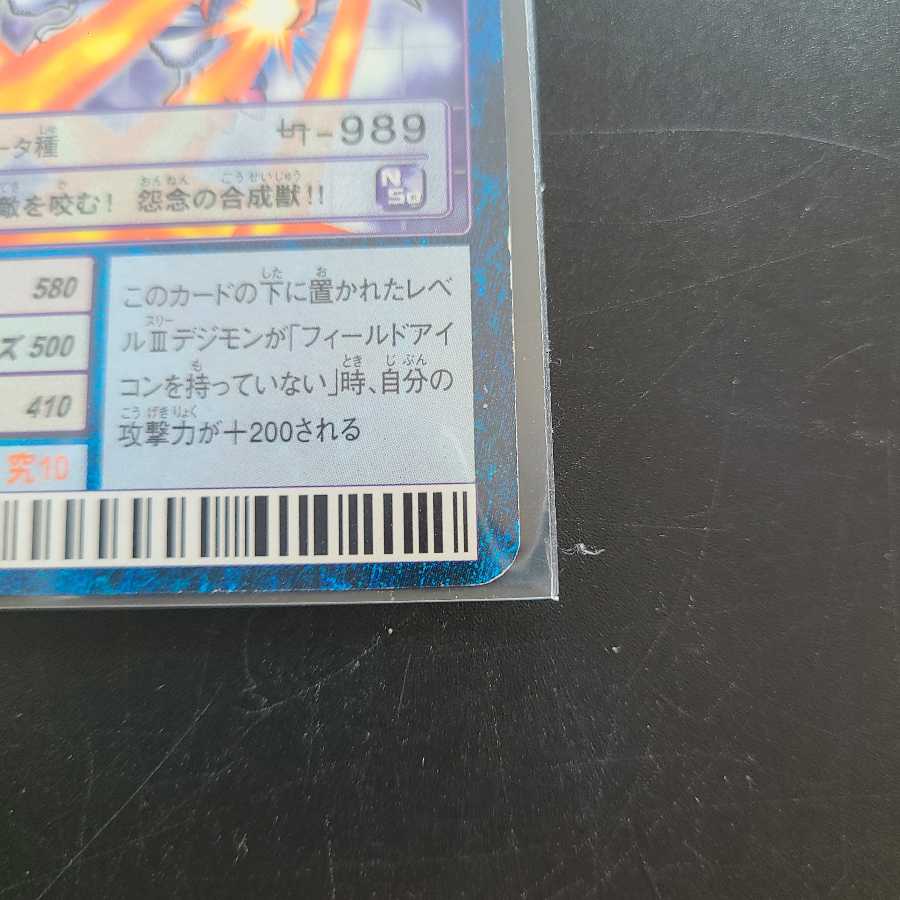 ータ種
-989
敵を咬む! 怨念の合成獣!!
NS
580
ズ 500
410
究10
このカードの下に置かれたレベ
ルⅢデジモンが「フィールドアイ
コンを持っていない」時、自分の
攻撃力が+200される